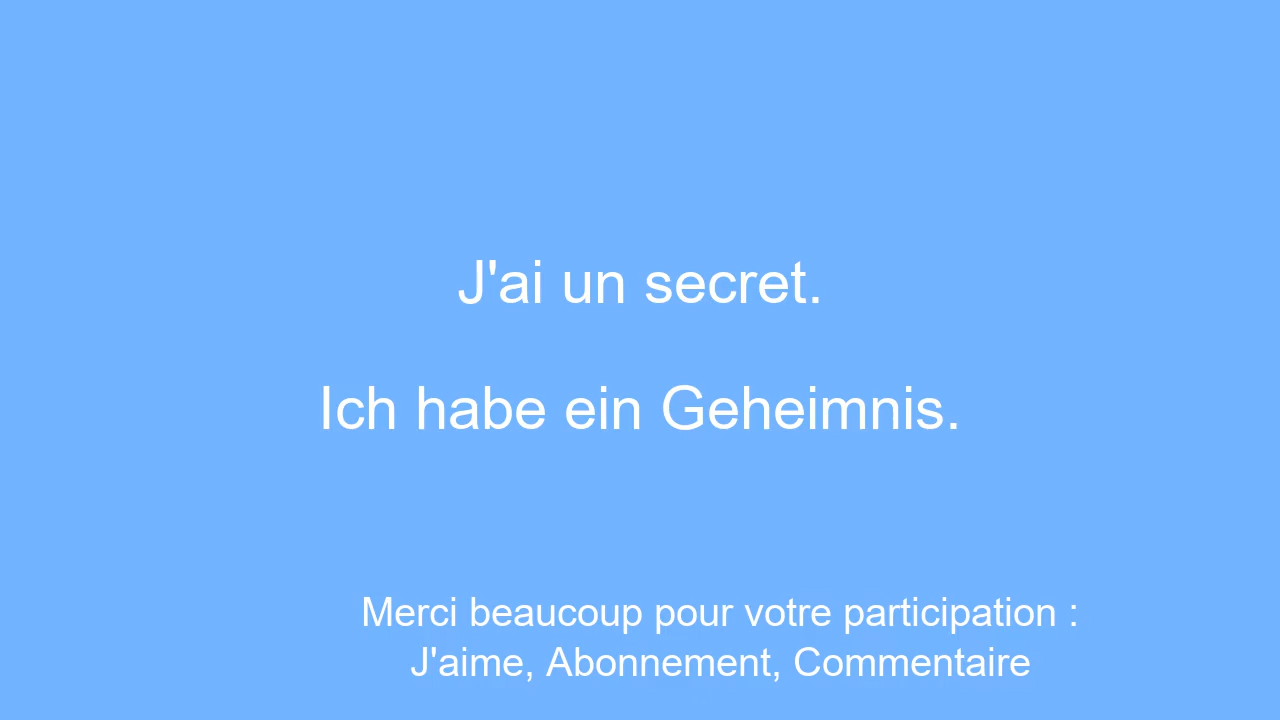 J'ai un secret.
Ich habe ein Geheimnis.
Merci beaucoup pour votre participation :
J'aime, Abonnement, Commentaire